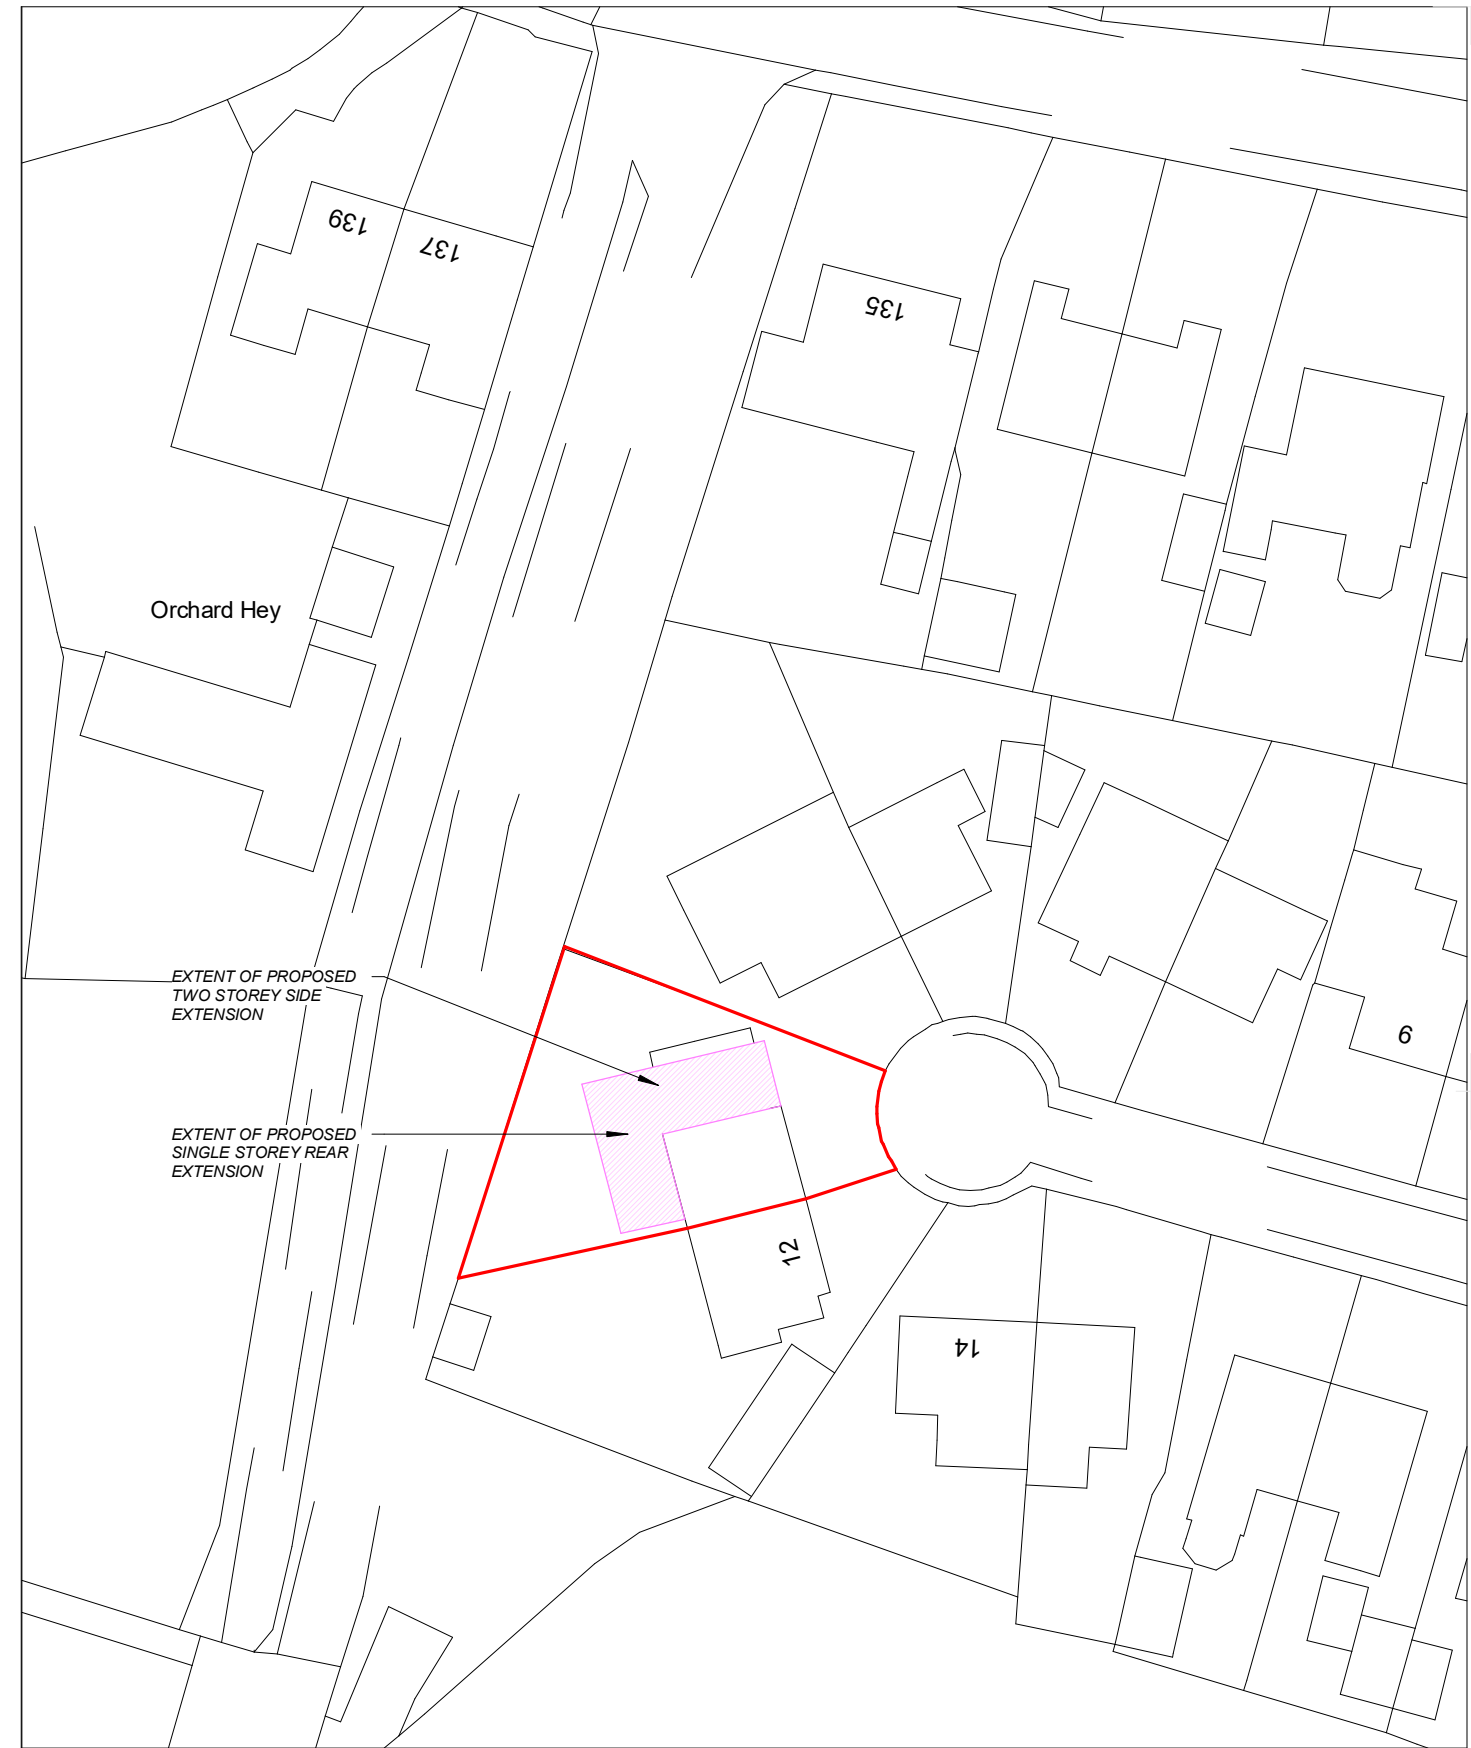 139
137
135
Orchard Hey
EXTENT OF PROPOSED
TWO STOREY SIDE
EXTENSION
6
EXTENT OF PROPOSED
SINGLE STOREY REAR
EXTENSION
12
14